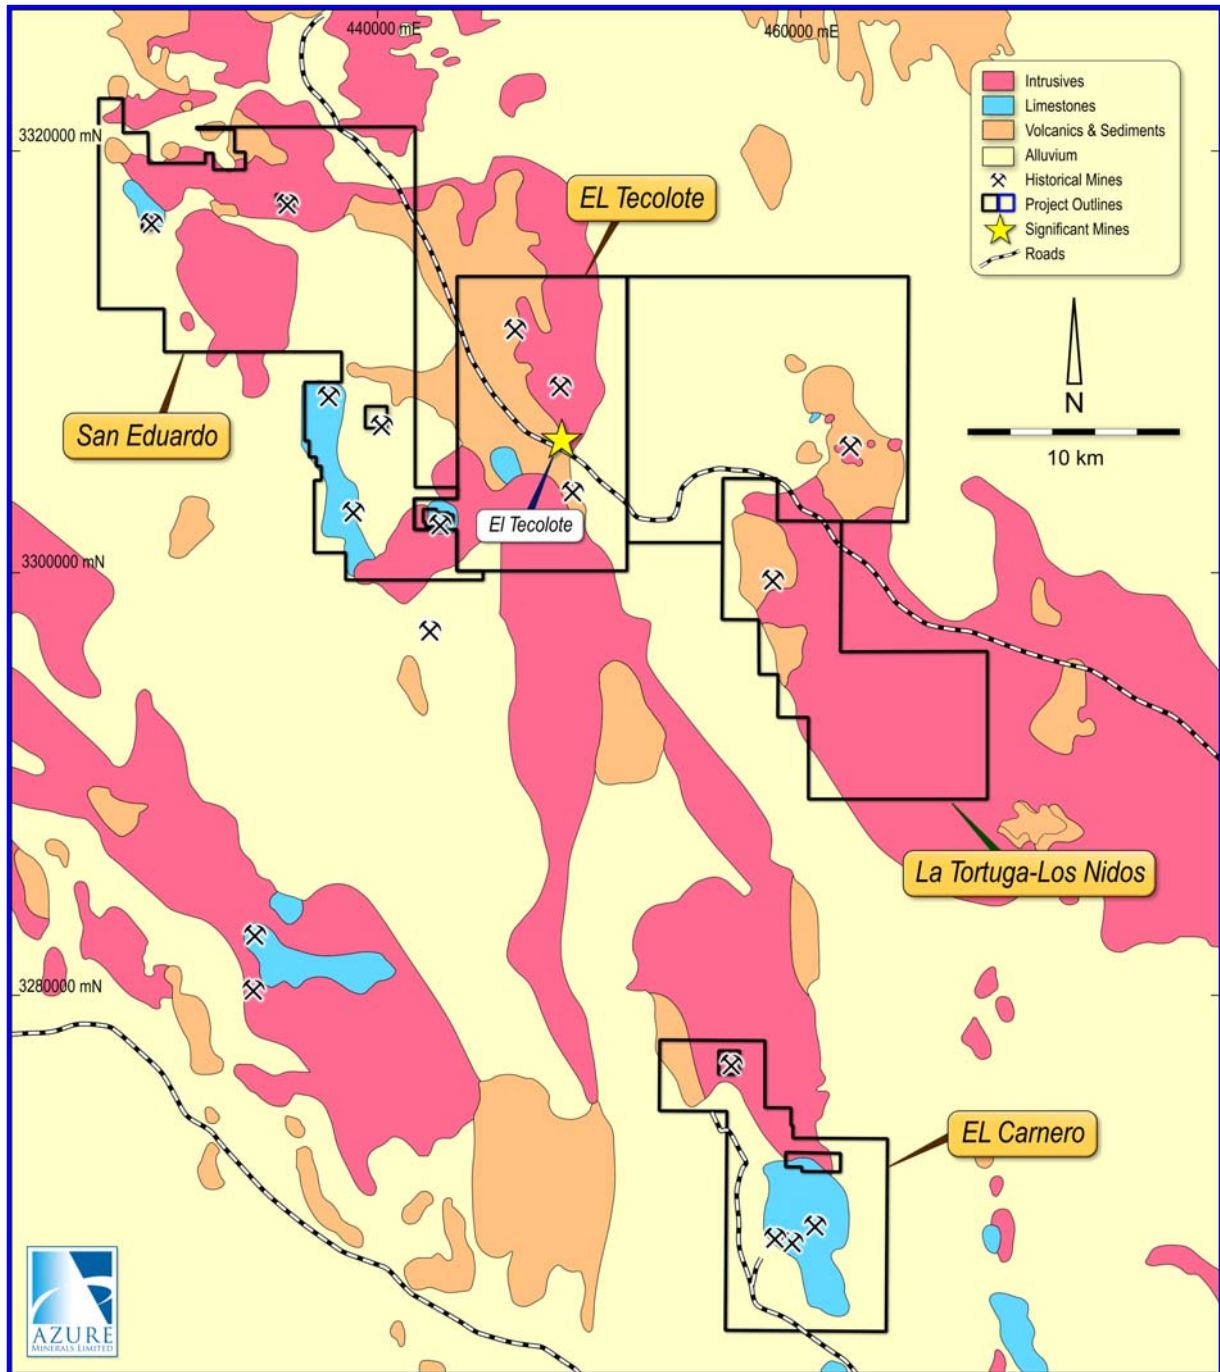 440000 mE
460000 mE
3320000 mN
Intrusives
Limestones
Volcanics & Sediments
Alluvium
Historical Mines
Project Outlines
Significant Mines
Roads
EL Tecolote
N
10 km
San Eduardo
El Tecolote
3300000 mN
La Tortuga-Los Nidos
3280000 mN
EL Carnero
AZURE
MINERALS LIMITED